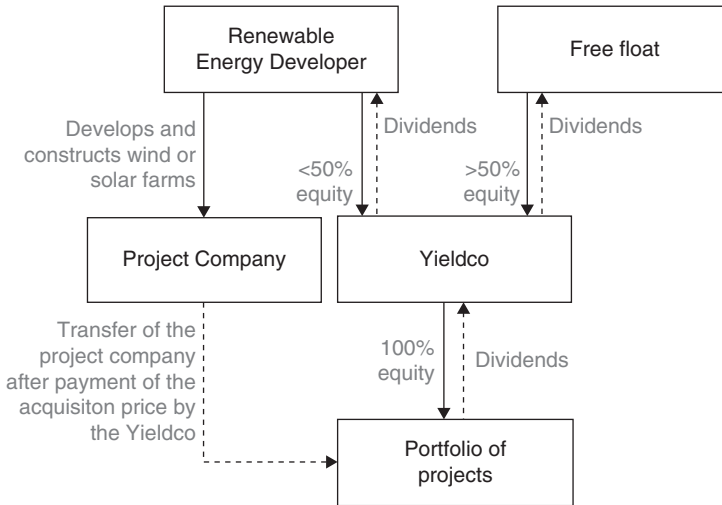 Renewable
Energy Developer
Free float
Develops and
constructs wind or
solar farms
Dividends
<50%
equity
Dividends
>50%
equity
Project Company
Yieldco
Transfer of the
project company
after payment of the
acquisiton price by
the Yieldco
100%
equity
Dividends
Portfolio of
projects